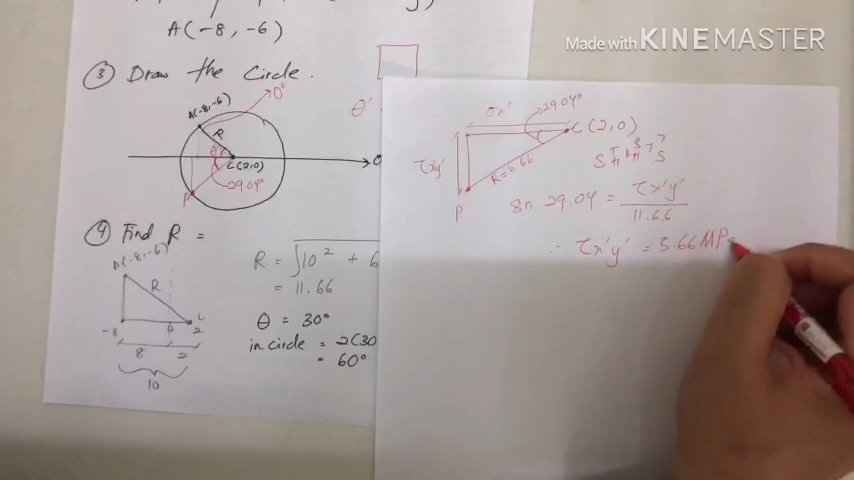 Made with KINEMASTER
A(-8, -6)
③ Draw the Circle.
A(-8,-6)
R
C(2,0)
29.04°
P
θ'
σx'
29.04°
C(2,0)
τxy'
R=11.66
P
sin 29.04 = τx'y' / 11.66
∴ τx'y' = 5.66 MPa
④ Find R =
A(-8,-6)
R
-8
P
2
8
2
10
R = √10² + 6
= 11.66
θ = 30°
in circle = 2(30
= 60°